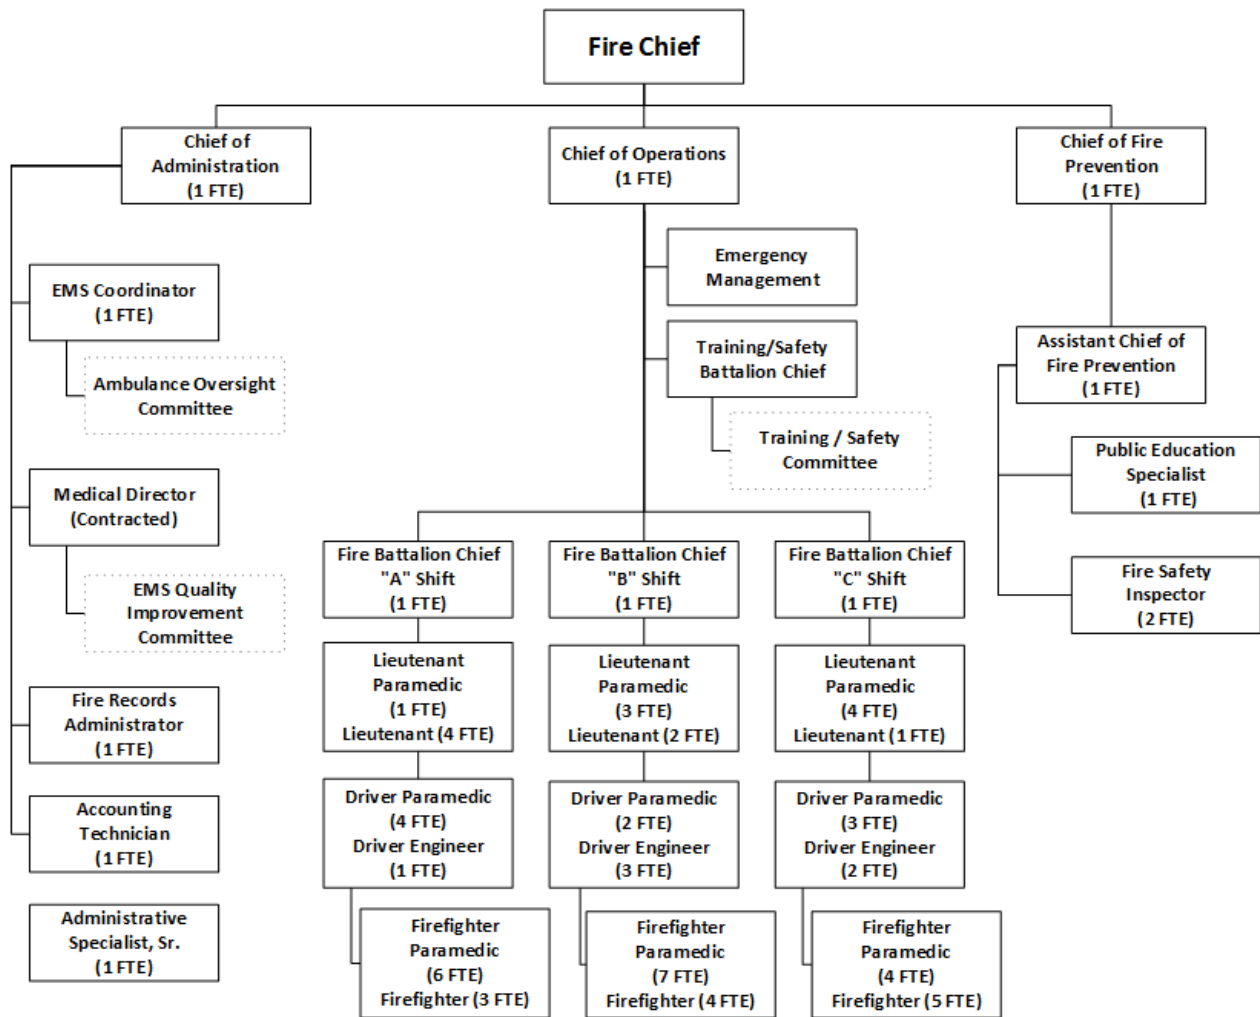 Fire Chief
Chief of
Administration
(1 FTE)
Chief of Operations
(1 FTE)
Chief of Fire
Prevention
(1 FTE)
EMS Coordinator
(1 FTE)
Ambulance Oversight
Committee
Medical Director
(Contracted)
EMS Quality
Improvement
Committee
Fire Records
Administrator
(1 FTE)
Accounting
Technician
(1 FTE)
Administrative
Specialist, Sr.
(1 FTE)
Emergency
Management
Training/Safety
Battalion Chief
Training / Safety
Committee
Fire Battalion Chief
"A" Shift
(1 FTE)
Lieutenant
Paramedic
(1 FTE)
Lieutenant (4 FTE)
Driver Paramedic
(4 FTE)
Driver Engineer
(1 FTE)
Firefighter
Paramedic
(6 FTE)
Firefighter (3 FTE)
Fire Battalion Chief
"B" Shift
(1 FTE)
Lieutenant
Paramedic
(3 FTE)
Lieutenant (2 FTE)
Driver Paramedic
(2 FTE)
Driver Engineer
(3 FTE)
Firefighter
Paramedic
(7 FTE)
Firefighter (4 FTE)
Fire Battalion Chief
"C" Shift
(1 FTE)
Lieutenant
Paramedic
(4 FTE)
Lieutenant (1 FTE)
Driver Paramedic
(3 FTE)
Driver Engineer
(2 FTE)
Firefighter
Paramedic
(4 FTE)
Firefighter (5 FTE)
Assistant Chief of
Fire Prevention
(1 FTE)
Public Education
Specialist
(1 FTE)
Fire Safety
Inspector
(2 FTE)